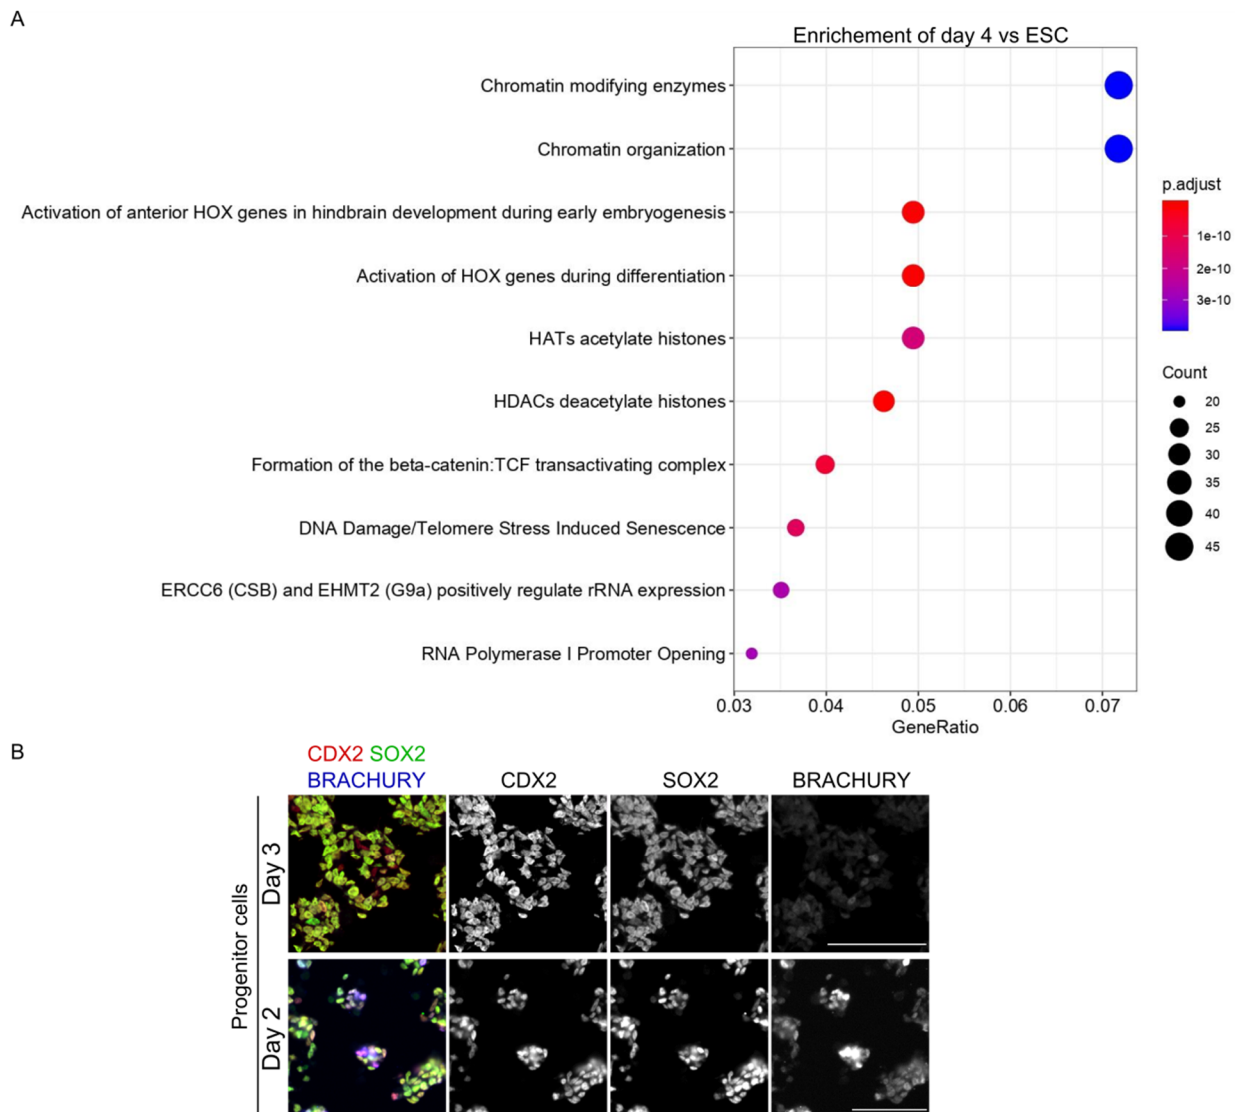 A
Enrichement of day 4 vs ESC
Chromatin modifying enzymes
Chromatin organization
Activation of anterior HOX genes in hindbrain development during early embryogenesis
Activation of HOX genes during differentiation
HATs acetylate histones
HDACs deacetylate histones
Formation of the beta-catenin:TCF transactivating complex
DNA Damage/Telomere Stress Induced Senescence
ERCC6 (CSB) and EHMT2 (G9a) positively regulate rRNA expression
RNA Polymerase I Promoter Opening
0.03 0.04 0.05 0.06 0.07
GeneRatio
p.adjust
1e-10
2e-10
3e-10
Count
20
25
30
35
40
45
B
CDX2 SOX2
BRACHURY
CDX2
SOX2
BRACHURY
Progenitor cells
Day 3
Day 2